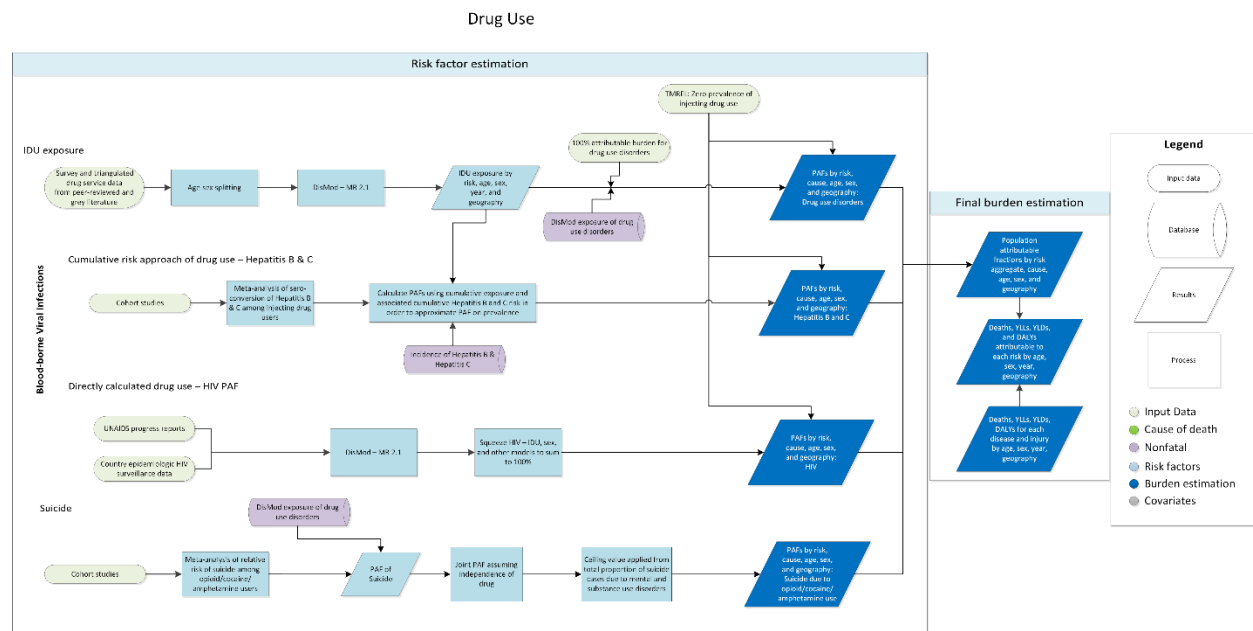 Drug Use
Risk factor estimation
TMREL: Zero prevalence of
injecting drug use
IDU exposure
100% attributable burden for
drug use disorders
Survey and triangulated
drug service data
from peer-reviewed and
grey literature
Age sex splitting
DisMod – MR 2.1
IDU exposure by
risk, age, sex,
year, and
geography
DisMod exposure of drug
use disorders
PAFs by risk,
cause, age, sex,
and geography:
Drug use disorders
Blood-borne Viral Infections
Cumulative risk approach of drug use – Hepatitis B & C
Cohort studies
Meta-analysis of sero-
conversion of Hepatitis B
& C among injecting drug
users
Calculate PAFs using cumulative exposure and
associated cumulative Hepatitis B and C risk in
order to approximate PAF on prevalence
Incidence of Hepatitis B &
Hepatitis C
PAFs by risk,
cause, age, sex,
and geography:
Hepatitis B and C
Directly calculated drug use – HIV PAF
UNAIDS progress reports
Country epidemiologic HIV
surveillance data
DisMod – MR 2.1
Squeeze HIV – IDU, sex,
and other models to sum
to 100%
PAFs by risk,
cause, age, sex,
and geography:
HIV
Suicide
DisMod exposure of drug
use disorders
Cohort studies
Meta-analysis of relative
risk of suicide among
opioid/cocaine/
amphetamine users
PAF of
Suicide
Joint PAF assuming
independence of
drug
Ceiling value applied from
total proportion of suicide
cases due to mental and
substance use disorders
PAFs by risk,
cause, age, sex,
and geography:
Suicide due to
opioid/cocaine/
amphetamine use
Final burden estimation
Population
attributable
fractions by risk
aggregate, cause,
age, sex, and
geography
Deaths, YLLs, YLDs,
and DALYs
attributable to
each risk by age,
sex, year,
geography
Deaths, YLLs, YLDs,
DALYs for each
disease and injury
by age, sex, year,
geography
Legend
Input data
Database
Results
Process
Input Data
Cause of death
Nonfatal
Risk factors
Burden estimation
Covariates